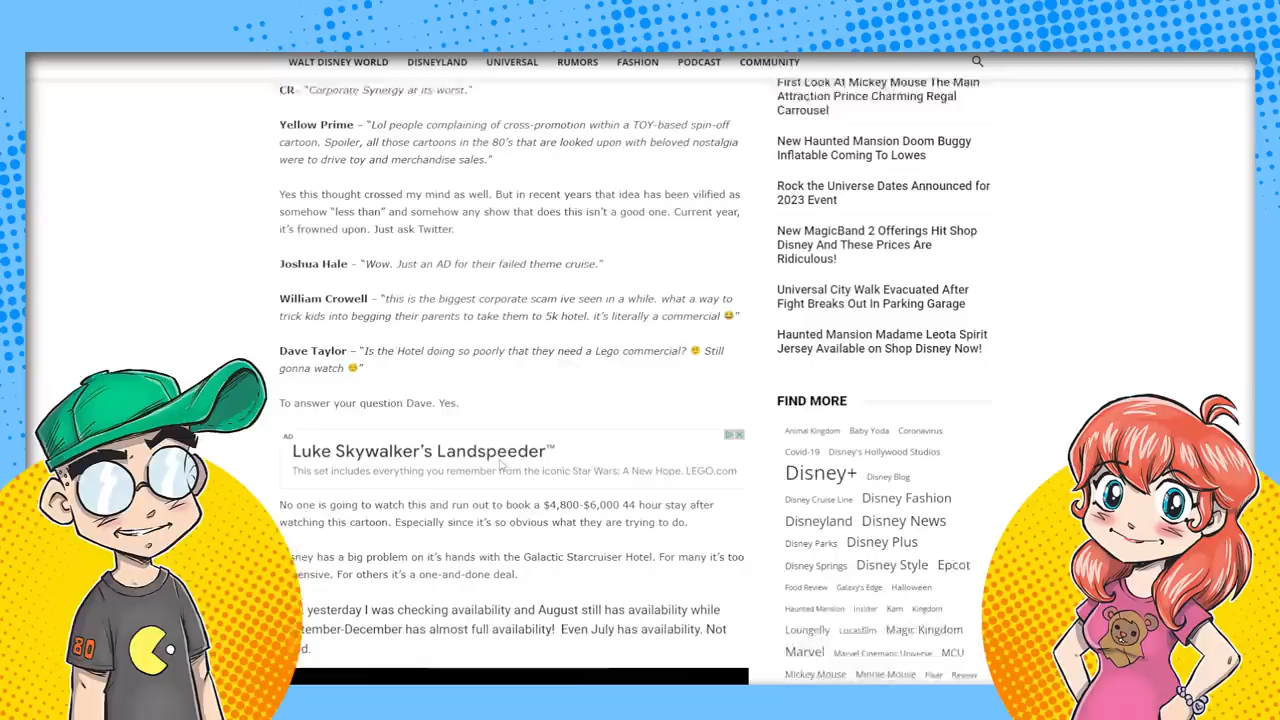 WALT DISNEY WORLD DISNEYLAND UNIVERSAL RUMORS FASHION PODCAST COMMUNITY
CR– “Corporate Synergy at its worst.”
Yellow Prime – “Lol people complaining of cross-promotion within a TOY-based spin-off
cartoon. Spoiler, all those cartoons in the 80’s that are looked upon with beloved nostalgia
were to drive toy and merchandise sales.”
Yes this thought crossed my mind as well. But in recent years that idea has been vilified as
somehow “less than” and somehow any show that does this isn’t a good one. Current year,
it’s frowned upon. Just ask Twitter.
Joshua Hale – “Wow. Just an AD for their failed theme cruise.”
William Crowell – “this is the biggest corporate scam ive seen in a while. what a way to
trick kids into begging their parents to take them to 5k hotel. it’s literally a commercial 😂”
Dave Taylor – “Is the Hotel doing so poorly that they need a Lego commercial? 🤨 Still
gonna watch 😏”
To answer your question Dave. Yes.
AD
Luke Skywalker’s Landspeeder™
This set includes everything you remember from the iconic Star Wars: A New Hope. LEGO.com
No one is going to watch this and run out to book a $4,800-$6,000 44 hour stay after
watching this cartoon. Especially since it’s so obvious what they are trying to do.
sney has a big problem on it’s hands with the Galactic Starcruiser Hotel. For many it’s too
ensive. For others it’s a one-and-done deal.
yesterday I was checking availability and August still has availability while
tember-December has almost full availability! Even July has availability. Not
d.
First Look At Mickey Mouse The Main
Attraction Prince Charming Regal
Carrousel
New Haunted Mansion Doom Buggy
Inflatable Coming To Lowes
Rock the Universe Dates Announced for
2023 Event
New MagicBand 2 Offerings Hit Shop
Disney And These Prices Are
Ridiculous!
Universal City Walk Evacuated After
Fight Breaks Out In Parking Garage
Haunted Mansion Madame Leota Spirit
Jersey Available on Shop Disney Now!
FIND MORE
Animal Kingdom Baby Yoda Coronavirus
Covid-19 Disney's Hollywood Studios
Disney+ Disney Blog
Disney Cruise Line Disney Fashion
Disneyland Disney News
Disney Parks Disney Plus
Disney Springs Disney Style Epcot
Food Review Galaxy's Edge Halloween
Haunted Mansion Insider Kam Kingdom
Loungefly Lucasfilm Magic Kingdom
Marvel Marvel Cinematic Universe MCU
Mickey Mouse Minnie Mouse Pixar Review
80